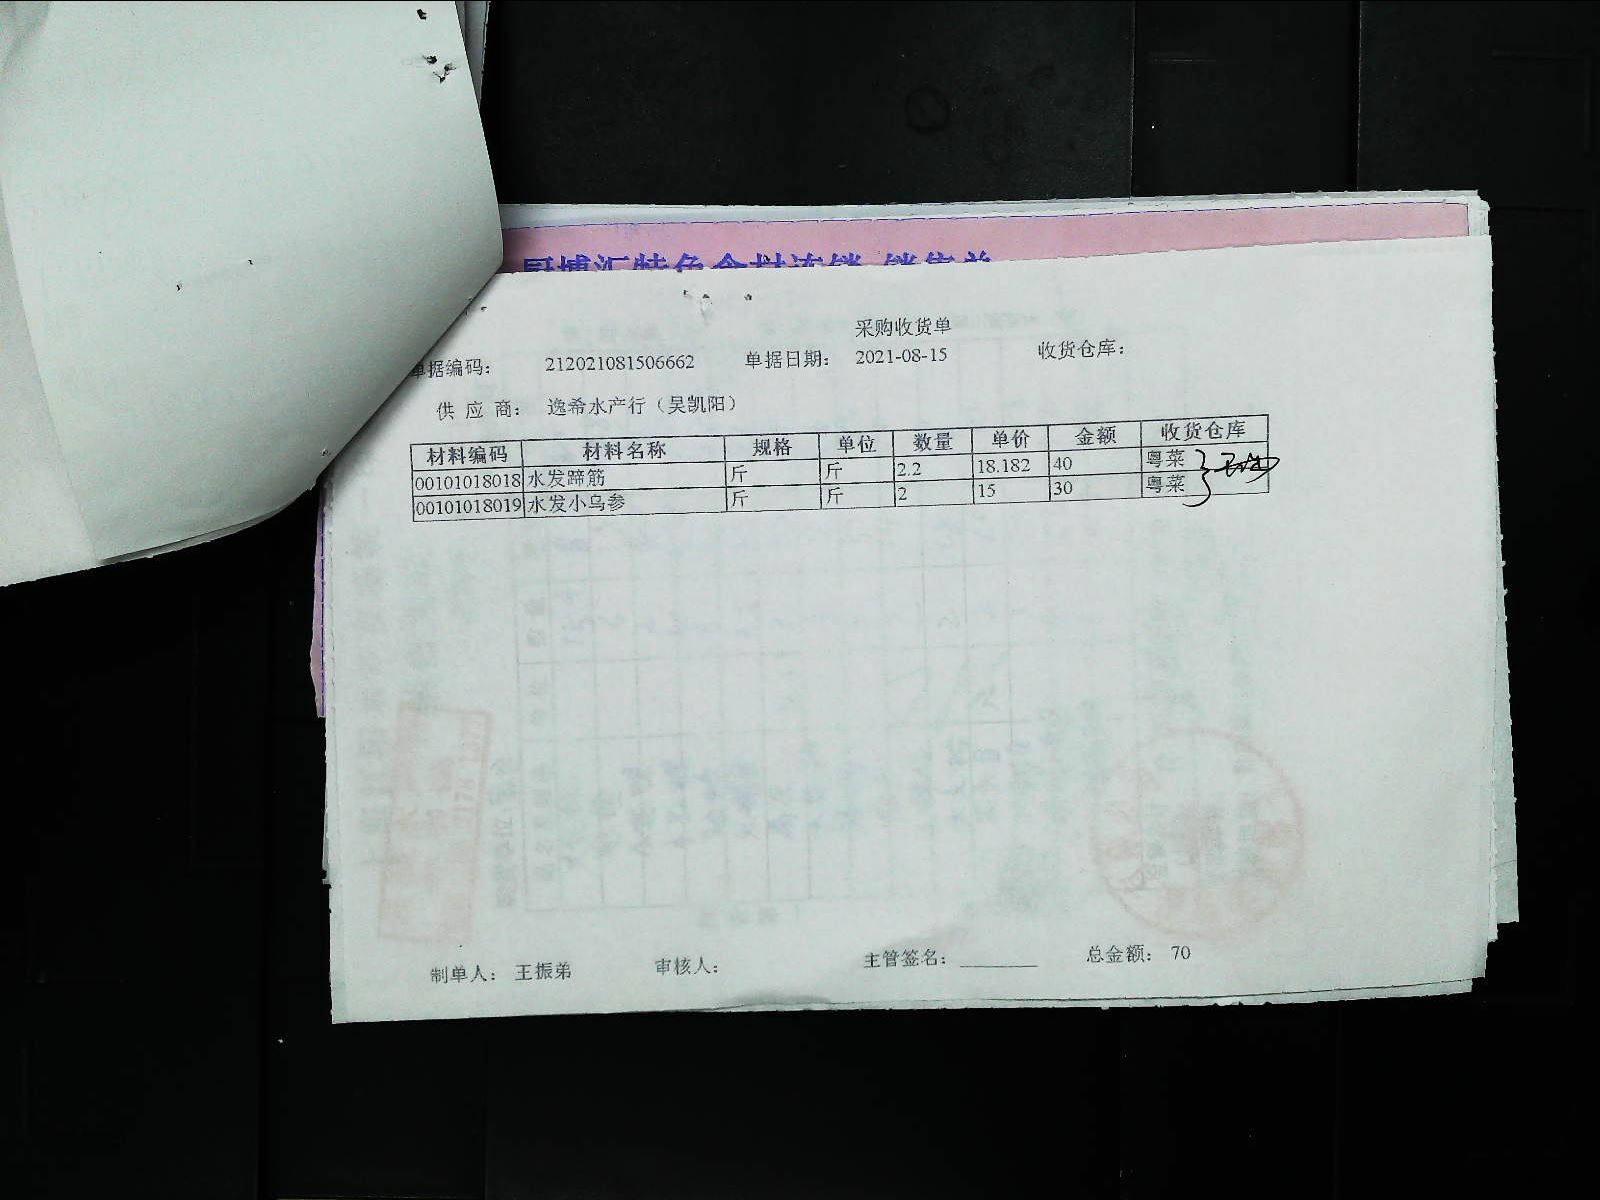 采购收货单
单据编码： 212021081506662 单据日期： 2021-08-15 收货仓库：
供 应 商： 逸希水产行（吴凯阳）
材料编码 材料名称 规格 单位 数量 单价 金额 收货仓库
00101018018 水发蹄筋 斤 斤 2.2 18.182 40 粤菜
00101018019 水发小乌参 斤 斤 2 15 30 粤菜
制单人： 王振弟 审核人： 主管签名： 总金额： 70